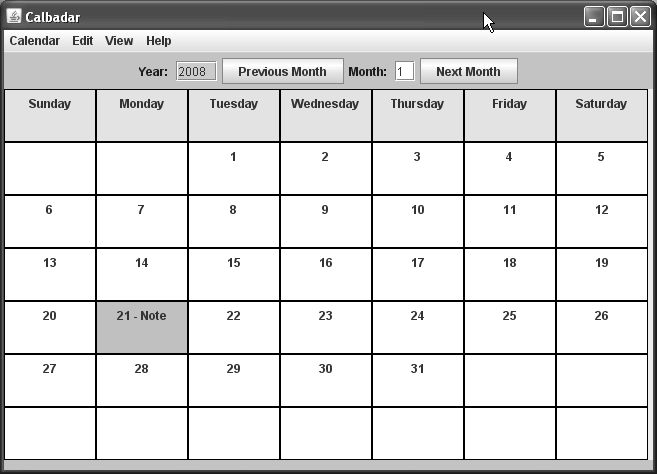 Calbadar
Calendar Edit View Help
Year: 2008 Previous Month Month: 1 Next Month
Sunday Monday Tuesday Wednesday Thursday Friday Saturday
1 2 3 4 5
6 7 8 9 10 11 12
13 14 15 16 17 18 19
20 21 - Note 22 23 24 25 26
27 28 29 30 31